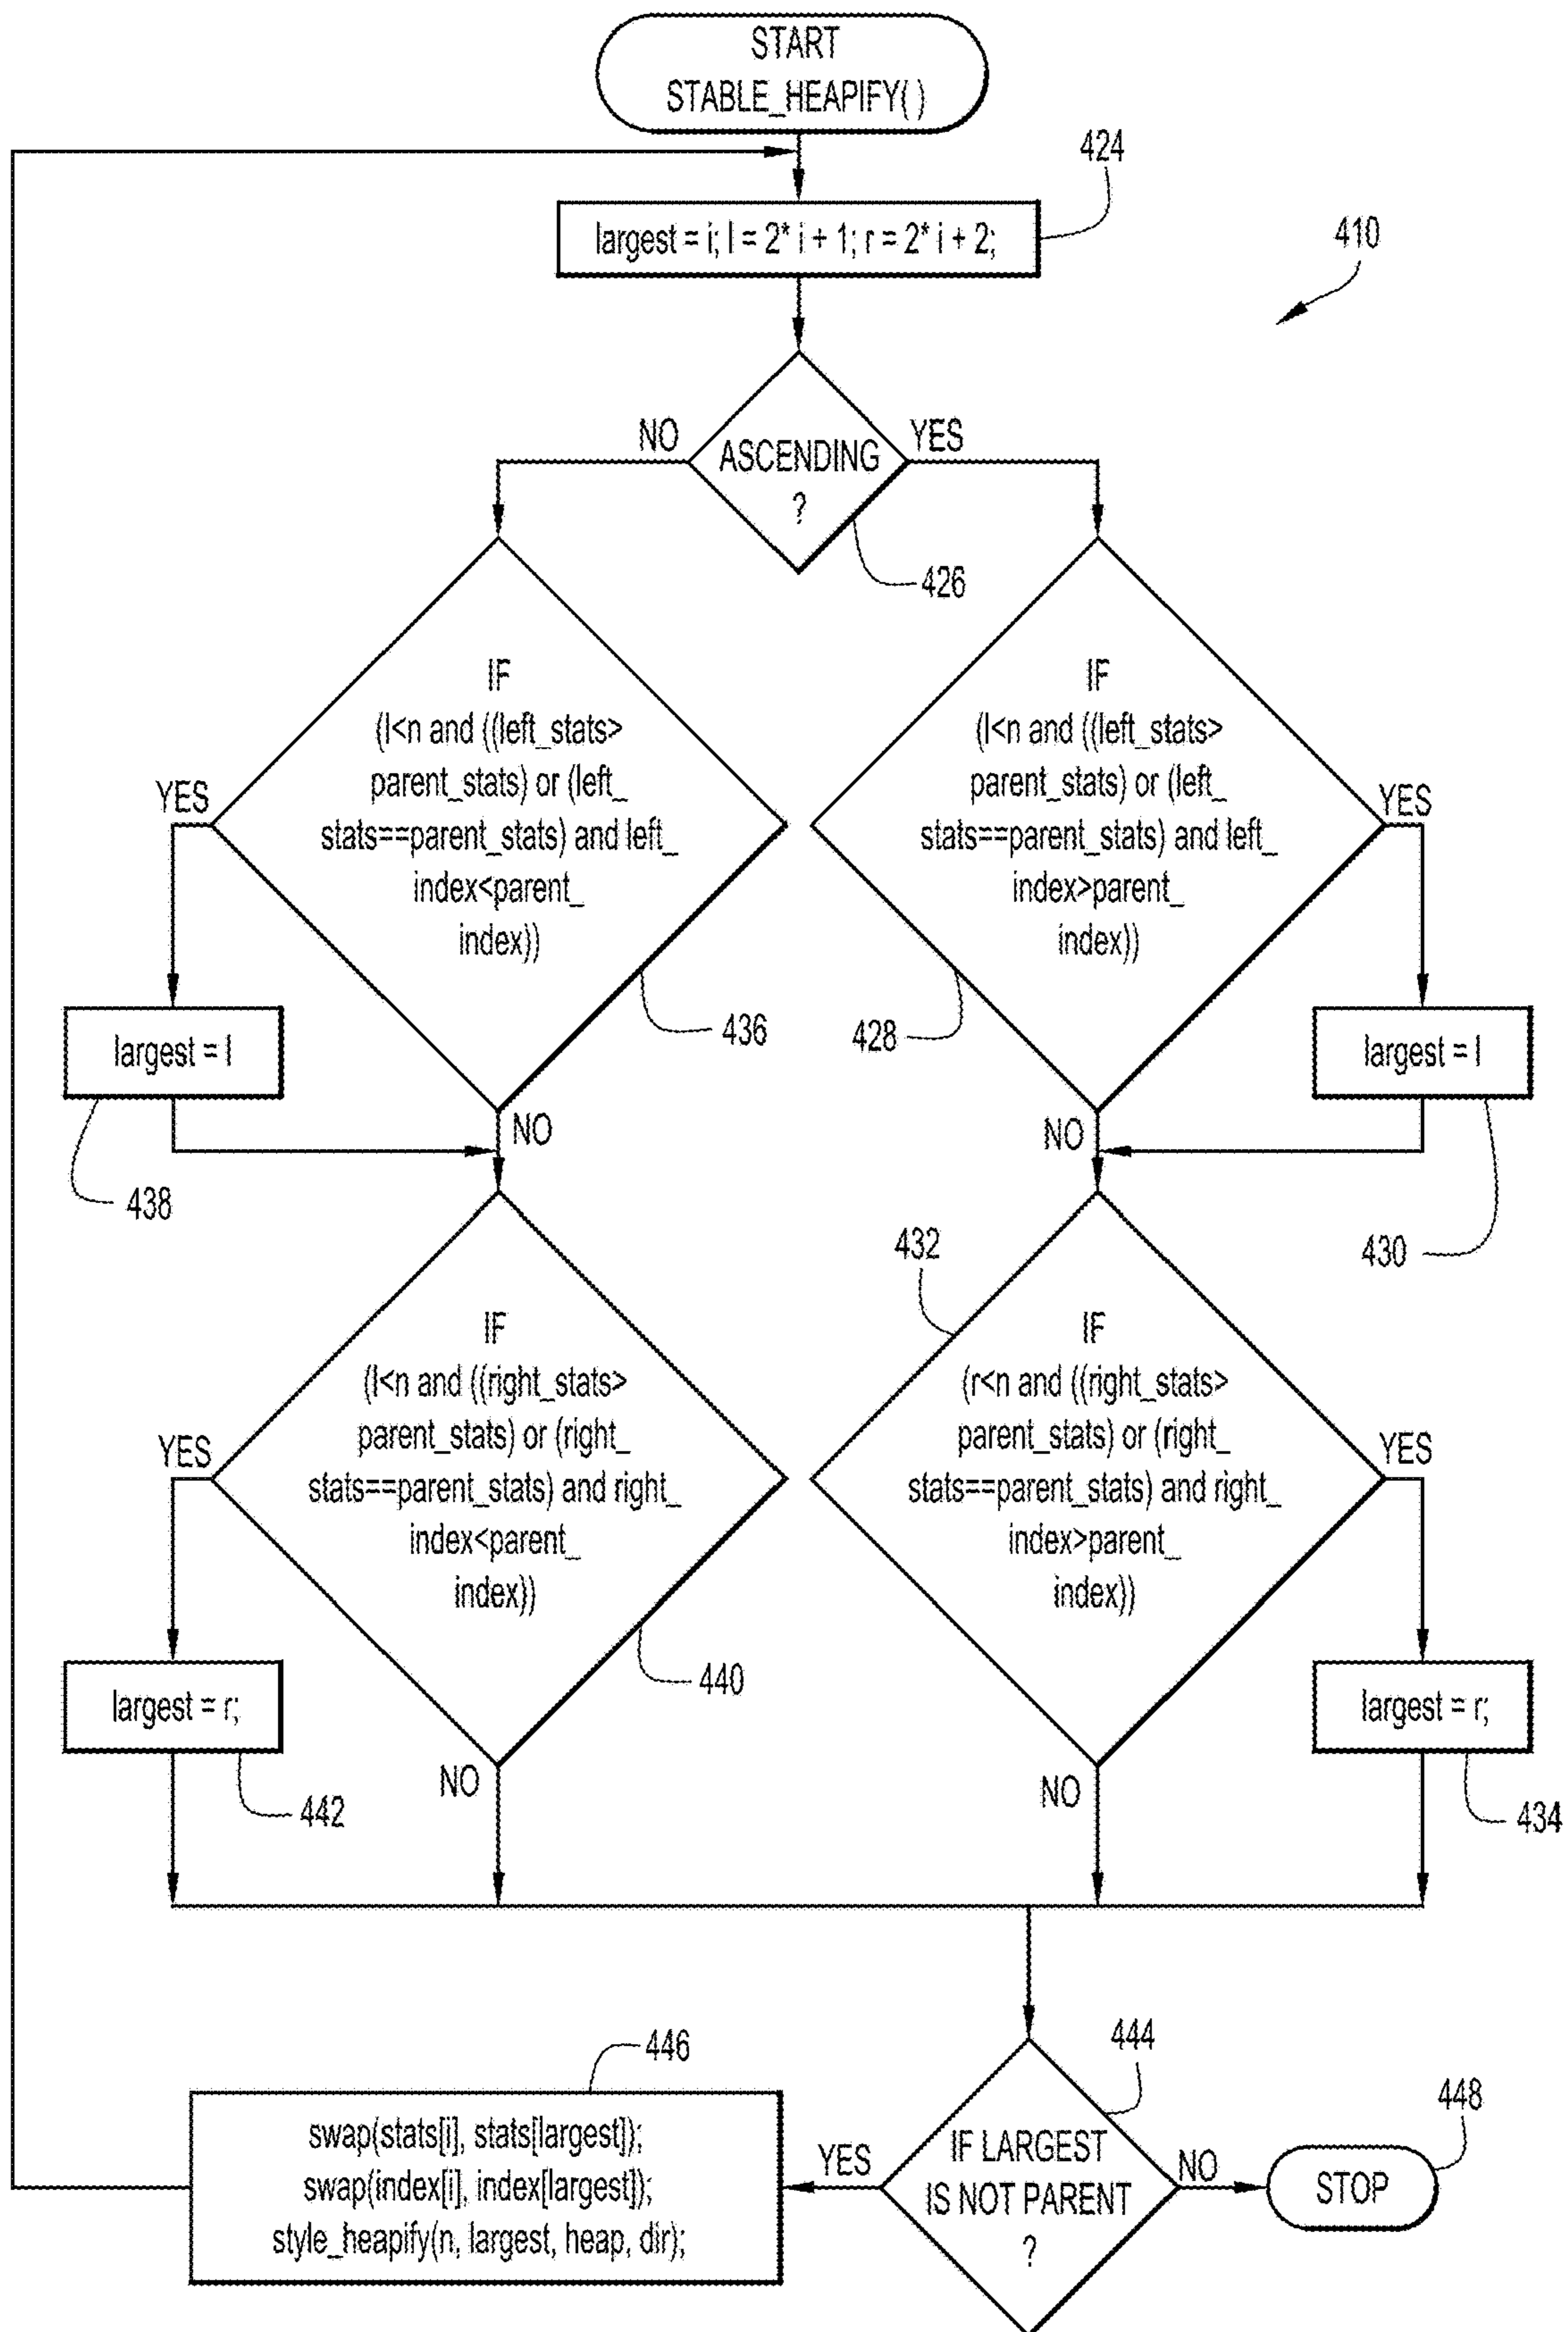 START
STABLE_HEAPIFY( )
424
largest = i; l = 2* i + 1; r = 2* i + 2;
410
NO
YES
ASCENDING
?
426
IF
(l<n and ((left_stats>
parent_stats) or (left_
stats==parent_stats) and left_
index<parent_
index))
YES
436
NO
largest = l
438
IF
(l<n and ((left_stats>
parent_stats) or (left_
stats==parent_stats) and left_
index>parent_
index))
YES
428
NO
largest = l
430
IF
(l<n and ((right_stats>
parent_stats) or (right_
stats==parent_stats) and right_
index<parent_
index))
YES
440
NO
largest = r;
442
432
IF
(r<n and ((right_stats>
parent_stats) or (right_
stats==parent_stats) and right_
index>parent_
index))
YES
NO
largest = r;
434
444
IF LARGEST
IS NOT PARENT
?
YES
NO
446
swap(stats[i], stats[largest]);
swap(index[i], index[largest]);
style_heapify(n, largest, heap, dir);
448
STOP